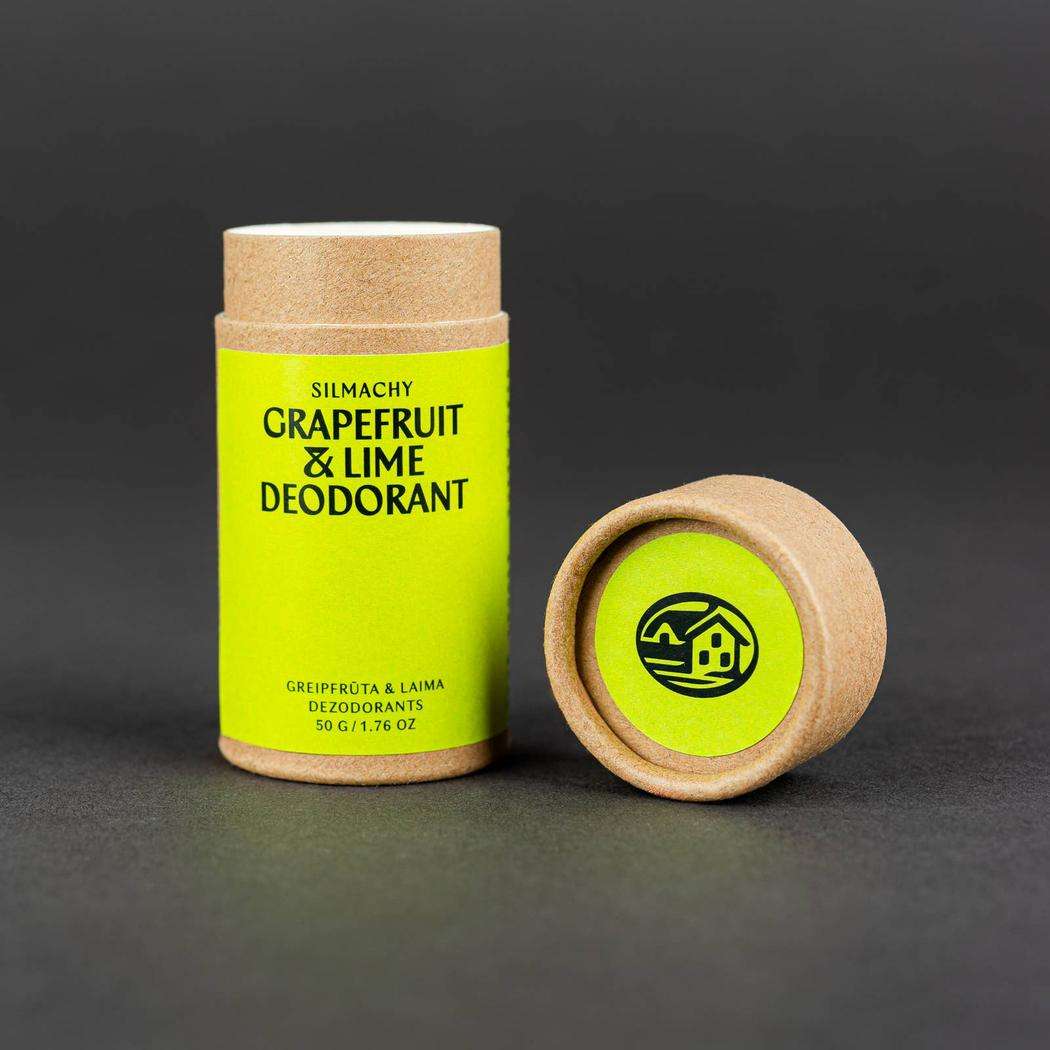 SILMACHY
GRAPEFRUIT
& LIME
DEODORANT
GREIPFRŪTA & LAIMA
DEZODORANTS
50 G / 1.76 OZ